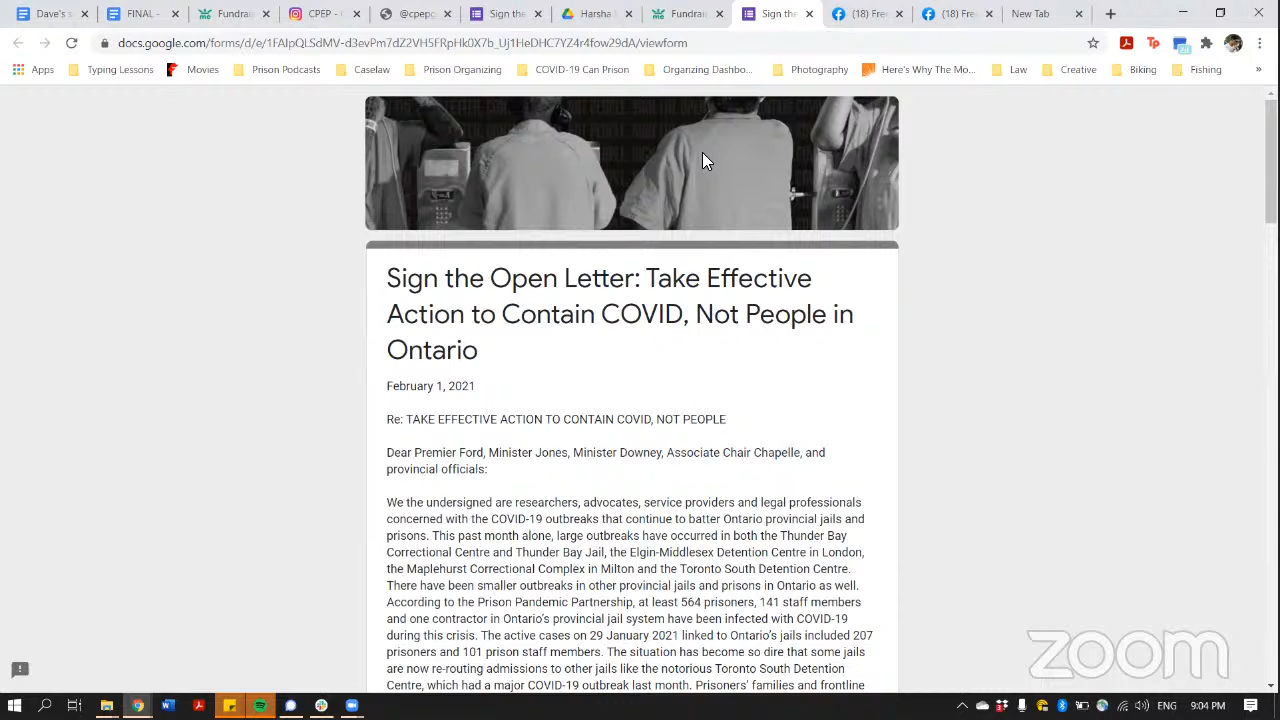 Dave's s
FINAL -
Fundrai
CPEP -
@cpepg
Sign the
Harsha W
Fundrai
Sign the
(18) Fre
(18) Fre
New Tab
docs.google.com/forms/d/e/
/viewform
Apps
Typing Lessons
Movies
Prison Podcasts
Caselaw
Prison Organizing
COVID-19 Can Prison
Organizing Dashbo...
Photography
Here's Why The Mo...
Law
Creative
Biking
Fishing
»
Sign the Open Letter: Take Effective
Action to Contain COVID, Not People in
Ontario
February 1, 2021
Re: TAKE EFFECTIVE ACTION TO CONTAIN COVID, NOT PEOPLE
Dear Premier Ford, Minister Jones, Minister Downey, Associate Chair Chapelle, and
provincial officials:
We the undersigned are researchers, advocates, service providers and legal professionals
concerned with the COVID-19 outbreaks that continue to batter Ontario provincial jails and
prisons. This past month alone, large outbreaks have occurred in both the Thunder Bay
Correctional Centre and Thunder Bay Jail, the Elgin-Middlesex Detention Centre in London,
the Maplehurst Correctional Complex in Milton and the Toronto South Detention Centre.
There have been smaller outbreaks in other provincial jails and prisons in Ontario as well.
According to the Prison Pandemic Partnership, at least 564 prisoners, 141 staff members
and one contractor in Ontario's provincial jail system have been infected with COVID-19
during this crisis. The active cases on 29 January 2021 linked to Ontario's jails included 207
prisoners and 101 prison staff members. The situation has become so dire that some jails
are now re-routing admissions to other jails like the notorious Toronto South Detention
Centre, which had a major COVID-19 outbreak last month. Prisoners' families and frontline
zoom
ENG
9:04 PM